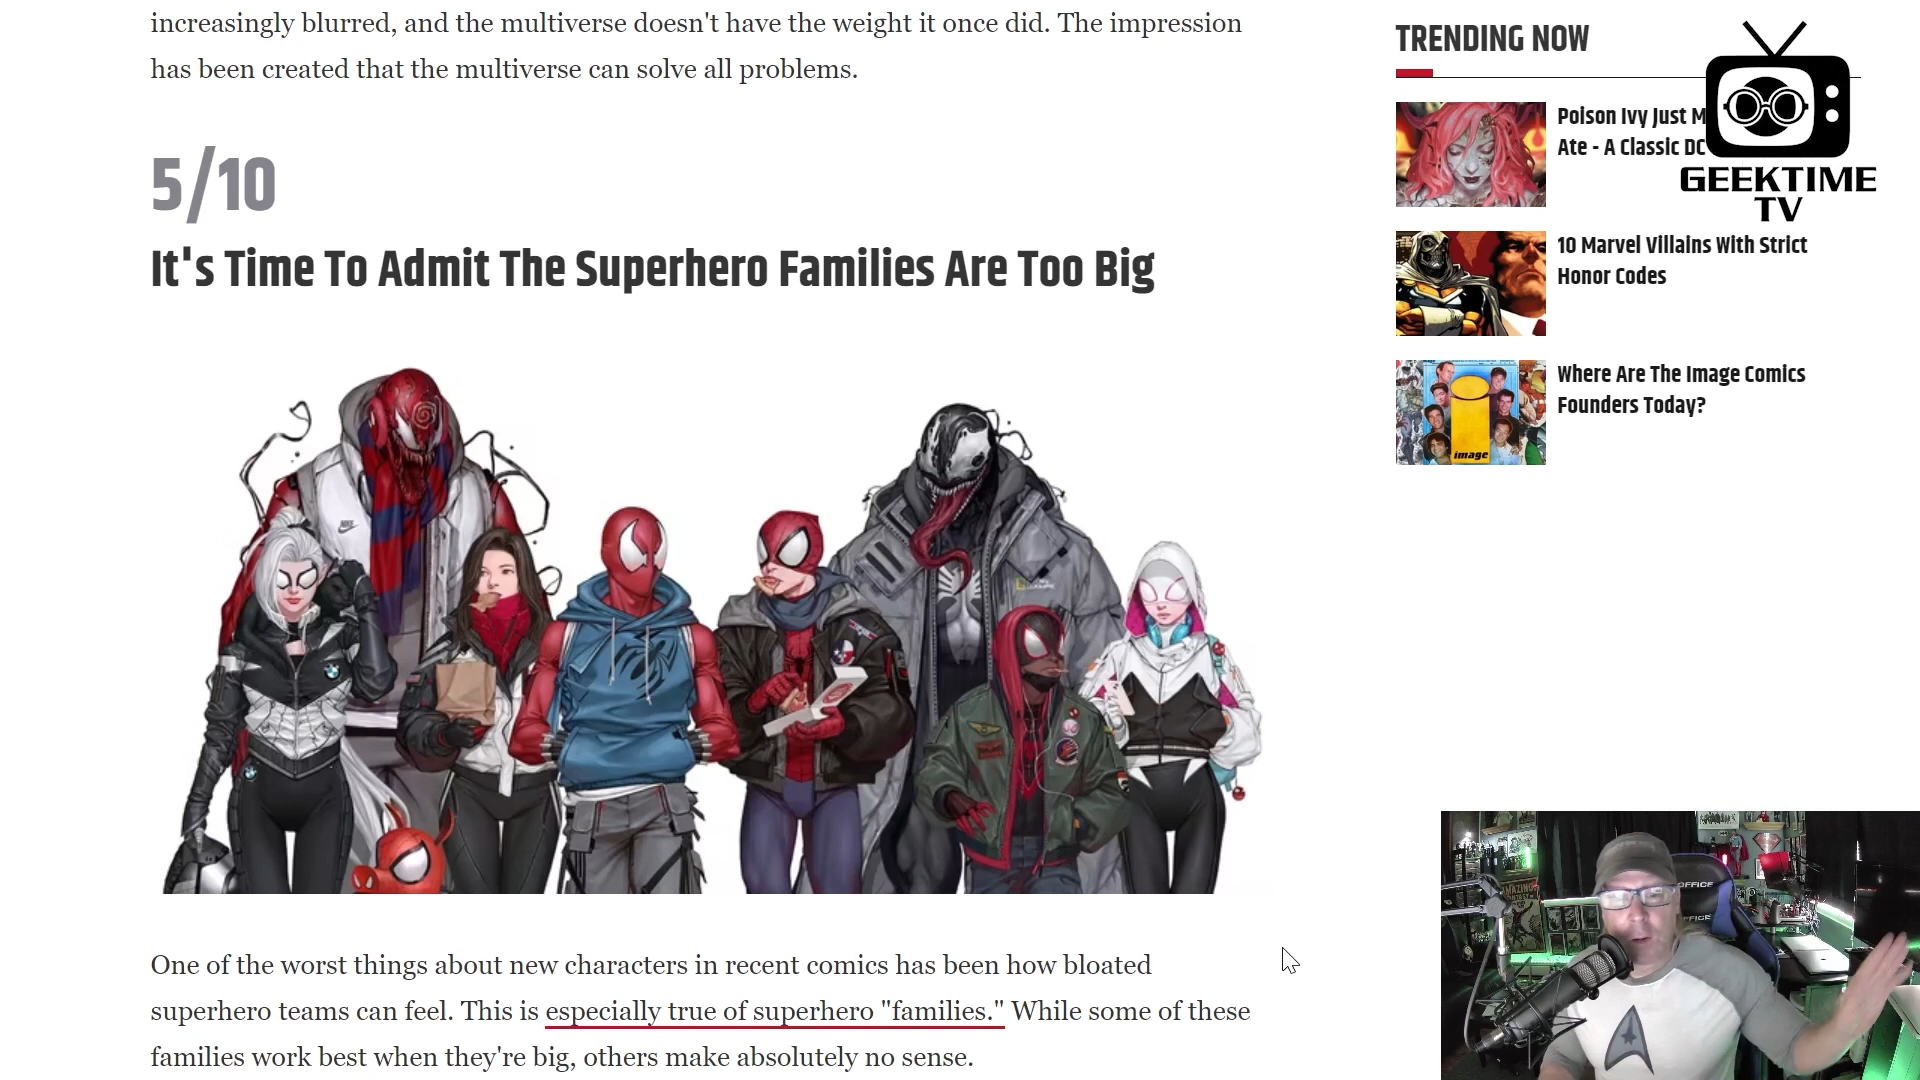 increasingly blurred, and the multiverse doesn't have the weight it once did. The impression
has been created that the multiverse can solve all problems.
5/10
It's Time To Admit The Superhero Families Are Too Big
One of the worst things about new characters in recent comics has been how bloated
superhero teams can feel. This is especially true of superhero "families." While some of these
families work best when they're big, others make absolutely no sense.
TRENDING NOW
Poison Ivy Just M
Ate - A Classic DC
10 Marvel Villains With Strict
Honor Codes
Where Are The Image Comics
Founders Today?
image
GEEKTIME
TV
OFFICE
OFFICE
AMAZING